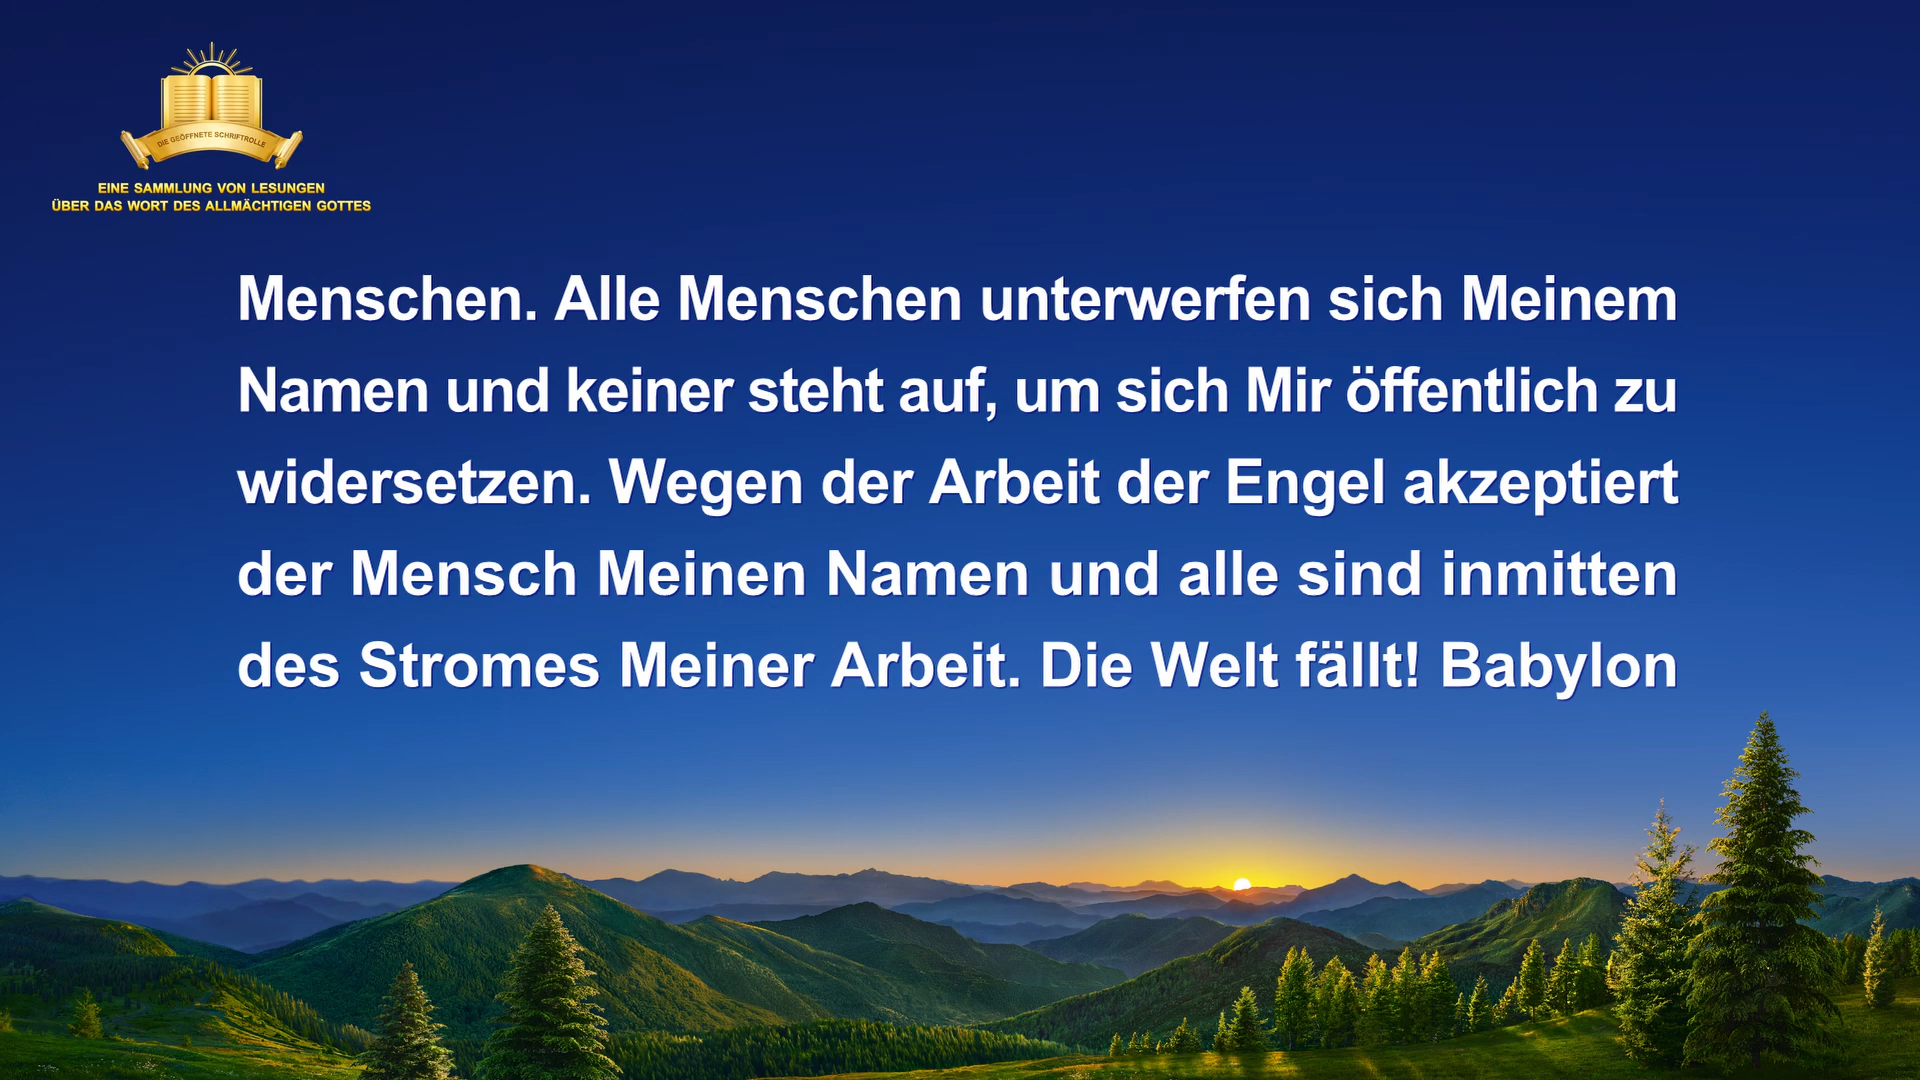 DIE GEÖFFNETE SCHRIFTROLLE
EINE SAMMLUNG VON LESUNGEN
ÜBER DAS WORT DES ALLMÄCHTIGEN GOTTES
Menschen. Alle Menschen unterwerfen sich Meinem
Namen und keiner steht auf, um sich Mir öffentlich zu
widersetzen. Wegen der Arbeit der Engel akzeptiert
der Mensch Meinen Namen und alle sind inmitten
des Stromes Meiner Arbeit. Die Welt fällt! Babylon